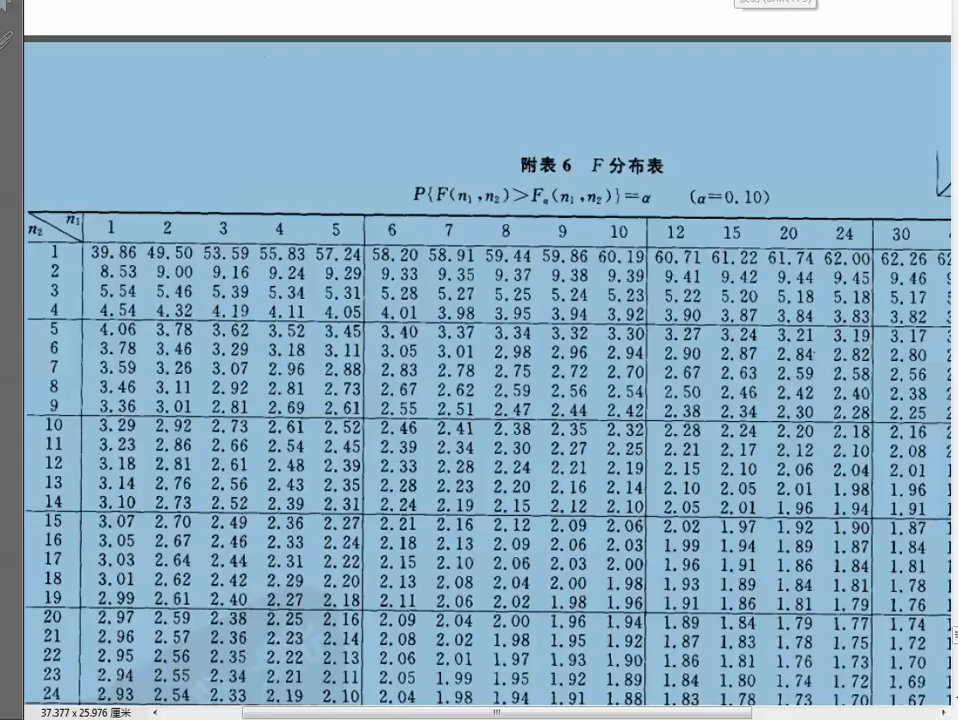 附表 6 F 分布表
P{F(n₁,n₂)>Fα(n₁,n₂)}=α (α=0.10)
n₂ n₁ 1 2 3 4 5 6 7 8 9 10 12 15 20 24 30
1 39.86 49.50 53.59 55.83 57.24 58.20 58.91 59.44 59.86 60.19 60.71 61.22 61.74 62.00 62.26
2 8.53 9.00 9.16 9.24 9.29 9.33 9.35 9.37 9.38 9.39 9.41 9.42 9.44 9.45 9.46
3 5.54 5.46 5.39 5.34 5.31 5.28 5.27 5.25 5.24 5.23 5.22 5.20 5.18 5.18 5.17
4 4.54 4.32 4.19 4.11 4.05 4.01 3.98 3.95 3.94 3.92 3.90 3.87 3.84 3.83 3.82
5 4.06 3.78 3.62 3.52 3.45 3.40 3.37 3.34 3.32 3.30 3.27 3.24 3.21 3.19 3.17
6 3.78 3.46 3.29 3.18 3.11 3.05 3.01 2.98 2.96 2.94 2.90 2.87 2.84 2.82 2.80
7 3.59 3.26 3.07 2.96 2.88 2.83 2.78 2.75 2.72 2.70 2.67 2.63 2.59 2.58 2.56
8 3.46 3.11 2.92 2.81 2.73 2.67 2.62 2.59 2.56 2.54 2.50 2.46 2.42 2.40 2.38
9 3.36 3.01 2.81 2.69 2.61 2.55 2.51 2.47 2.44 2.42 2.38 2.34 2.30 2.28 2.25
10 3.29 2.92 2.73 2.61 2.52 2.46 2.41 2.38 2.35 2.32 2.28 2.24 2.20 2.18 2.16
11 3.23 2.86 2.66 2.54 2.45 2.39 2.34 2.30 2.27 2.25 2.21 2.17 2.12 2.10 2.08
12 3.18 2.81 2.61 2.48 2.39 2.33 2.28 2.24 2.21 2.19 2.15 2.10 2.06 2.04 2.01
13 3.14 2.76 2.56 2.43 2.35 2.28 2.23 2.20 2.16 2.14 2.10 2.05 2.01 1.98 1.96
14 3.10 2.73 2.52 2.39 2.31 2.24 2.19 2.15 2.12 2.10 2.05 2.01 1.96 1.94 1.91
15 3.07 2.70 2.49 2.36 2.27 2.21 2.16 2.12 2.09 2.06 2.02 1.97 1.92 1.90 1.87
16 3.05 2.67 2.46 2.33 2.24 2.18 2.13 2.09 2.06 2.03 1.99 1.94 1.89 1.87 1.84
17 3.03 2.64 2.44 2.31 2.22 2.15 2.10 2.06 2.03 2.00 1.96 1.91 1.86 1.84 1.81
18 3.01 2.62 2.42 2.29 2.20 2.13 2.08 2.04 2.00 1.98 1.93 1.89 1.84 1.81 1.78
19 2.99 2.61 2.40 2.27 2.18 2.11 2.06 2.02 1.98 1.96 1.91 1.86 1.81 1.79 1.76
20 2.97 2.59 2.38 2.25 2.16 2.09 2.04 2.00 1.96 1.94 1.89 1.84 1.79 1.77 1.74
21 2.96 2.57 2.36 2.23 2.14 2.08 2.02 1.98 1.95 1.92 1.87 1.83 1.78 1.75 1.72
22 2.95 2.56 2.35 2.22 2.13 2.06 2.01 1.97 1.93 1.90 1.86 1.81 1.76 1.73 1.70
23 2.94 2.55 2.34 2.21 2.11 2.05 1.99 1.95 1.92 1.89 1.84 1.80 1.74 1.72 1.69
24 2.93 2.54 2.33 2.19 2.10 2.04 1.98 1.94 1.91 1.88 1.83 1.78 1.73 1.70 1.67
37.377 x 25.976 厘米